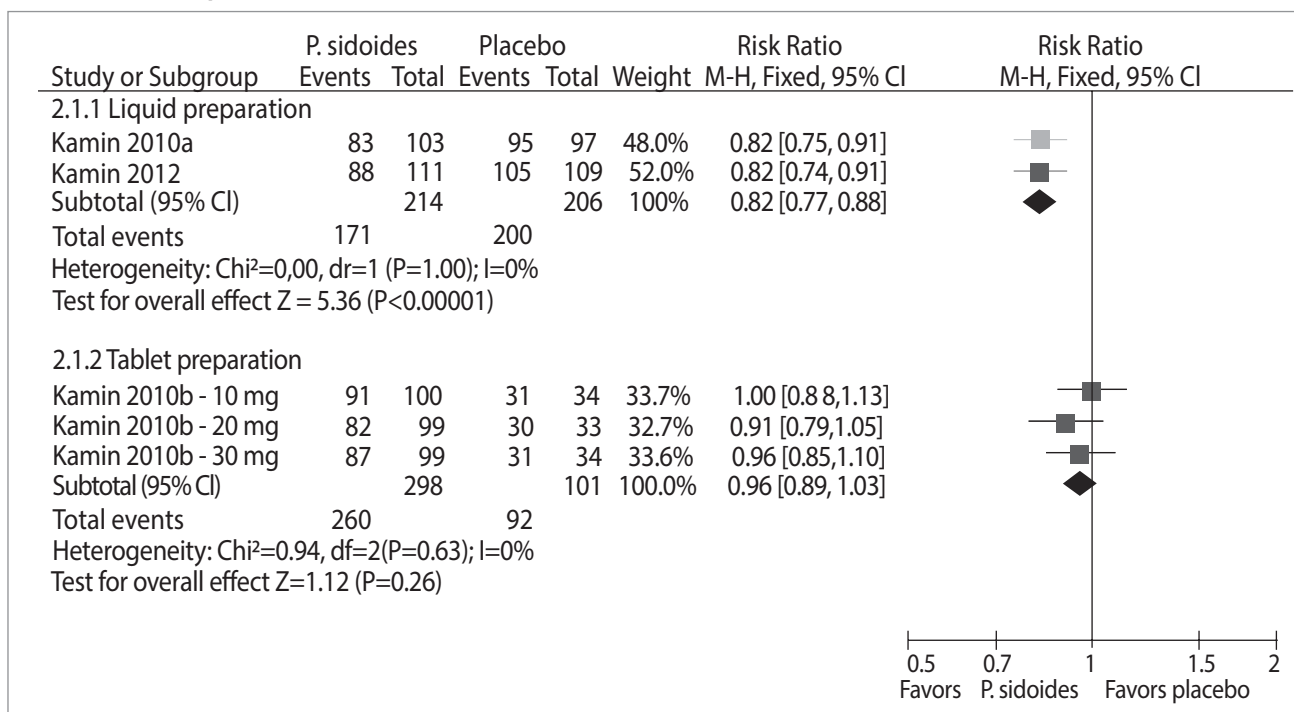 P. sidoides Placebo Risk Ratio Risk Ratio
Study or Subgroup Events Total Events Total Weight M-H, Fixed, 95% Cl M-H, Fixed, 95% Cl
2.1.1 Liquid preparation
Kamin 2010a 83 103 95 97 48.0% 0.82 [0.75, 0.91]
Kamin 2012 88 111 105 109 52.0% 0.82 [0.74, 0.91]
Subtotal (95% Cl) 214 206 100% 0.82 [0.77, 0.88]
Total events 171 200
Heterogeneity: Chi²=0,00, dr=1 (P=1.00); I=0%
Test for overall effect Z = 5.36 (P<0.00001)
2.1.2 Tablet preparation
Kamin 2010b - 10 mg 91 100 31 34 33.7% 1.00 [0.8 8,1.13]
Kamin 2010b - 20 mg 82 99 30 33 32.7% 0.91 [0.79,1.05]
Kamin 2010b - 30 mg 87 99 31 34 33.6% 0.96 [0.85,1.10]
Subtotal (95% Cl) 298 101 100.0% 0.96 [0.89, 1.03]
Total events 260 92
Heterogeneity: Chi²=0.94, df=2(P=0.63); I=0%
Test for overall effect Z=1.12 (P=0.26)
0.5 0.7 1 1.5 2
Favors P. sidoides Favors placebo